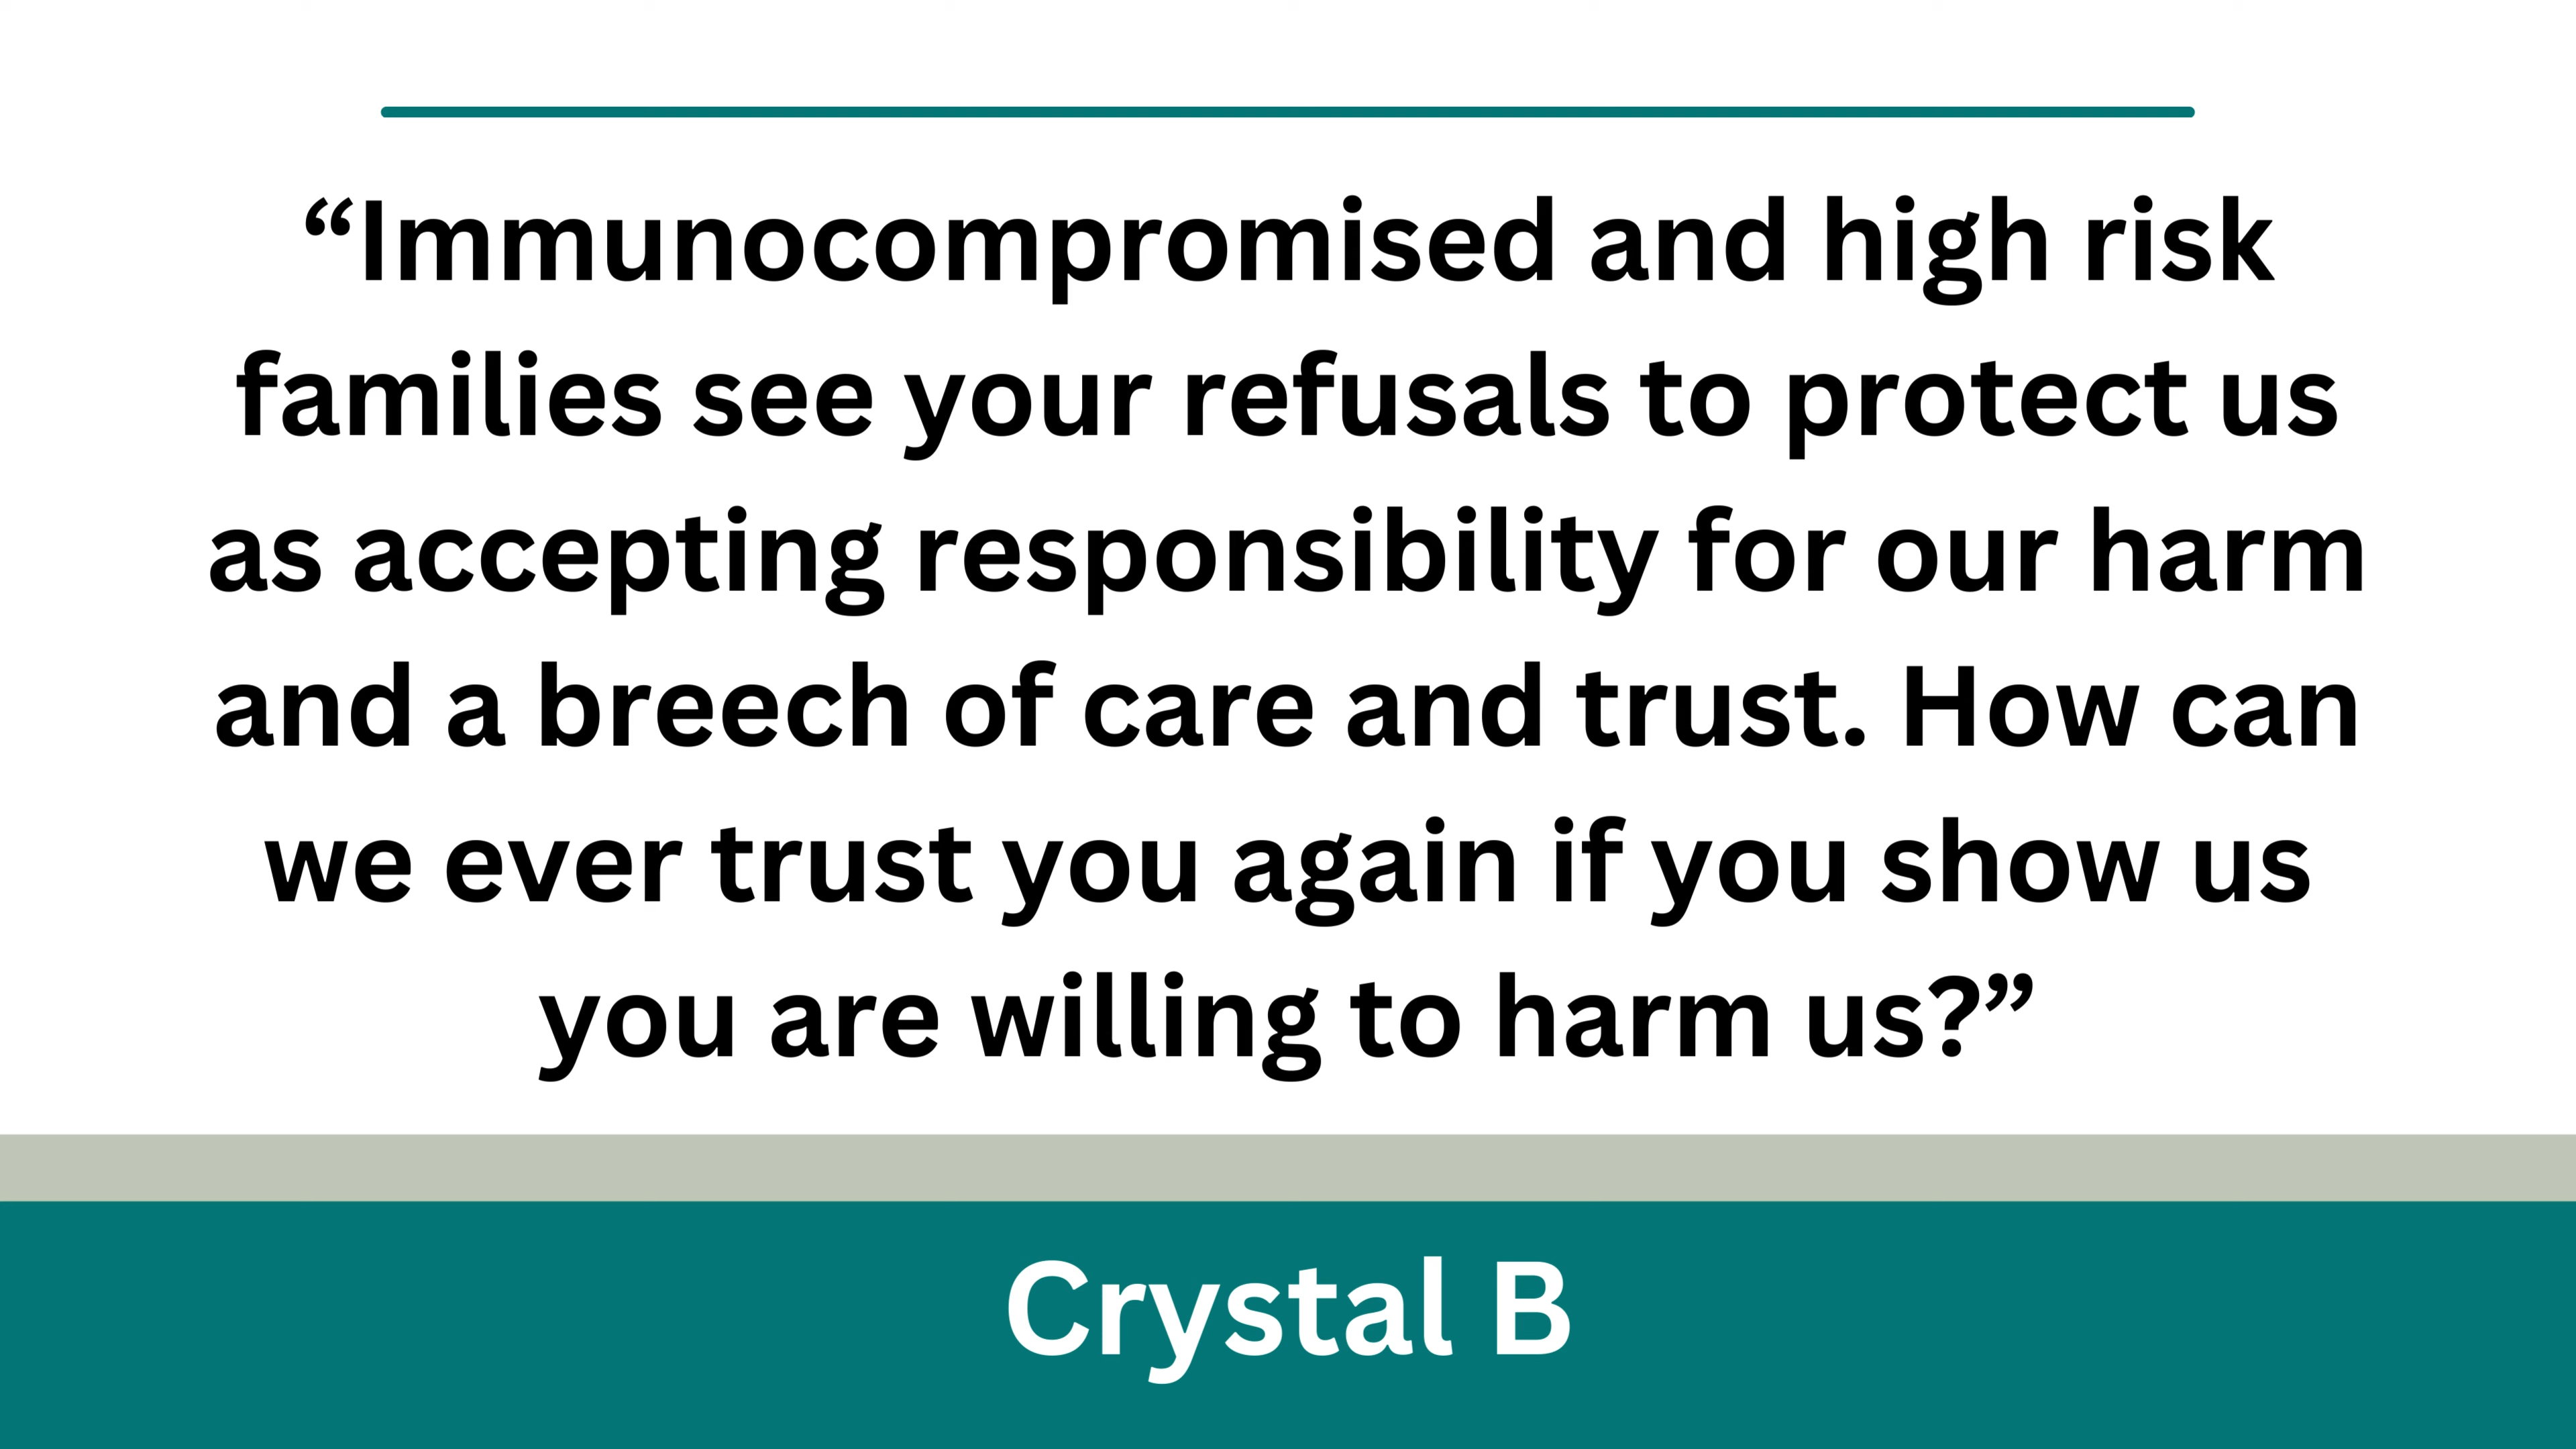 “Immunocompromised and high risk
families see your refusals to protect us
as accepting responsibility for our harm
and a breech of care and trust. How can
we ever trust you again if you show us
you are willing to harm us?”
Crystal B